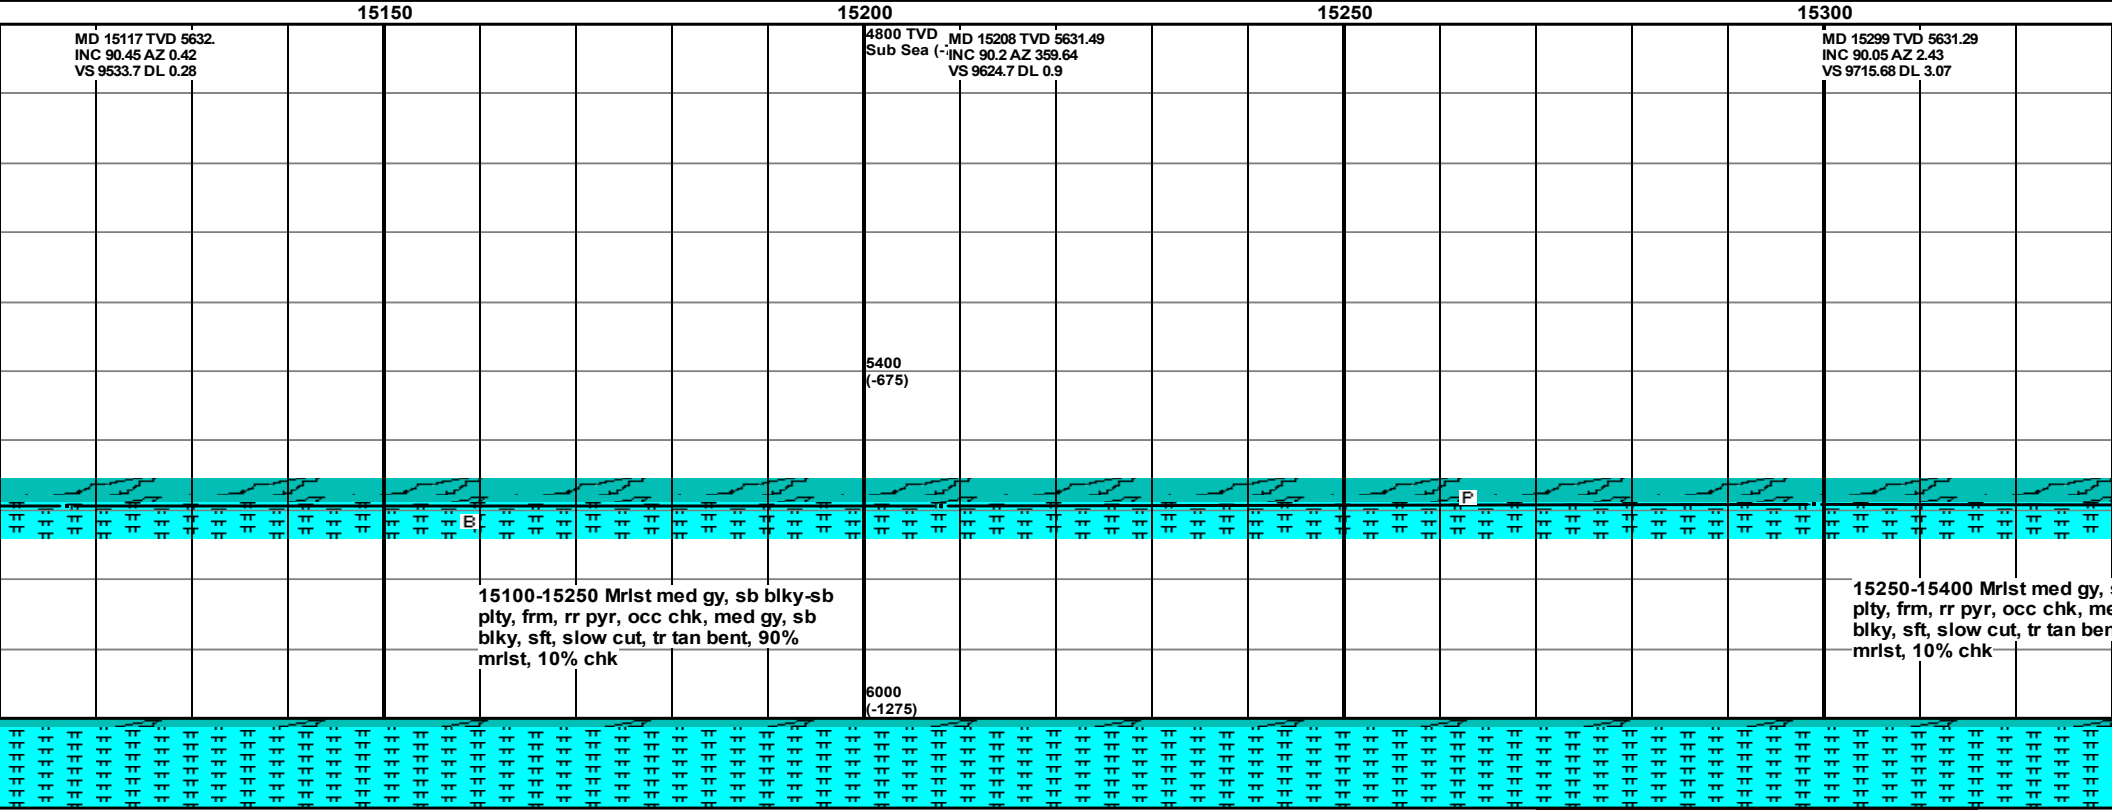 15150
15200
15250
15300
MD 15117 TVD 5632.
INC 90.45 AZ 0.42
VS 9533.7 DL 0.28
4800 TVD
Sub Sea (-
MD 15208 TVD 5631.49
INC 90.2 AZ 359.64
VS 9624.7 DL 0.9
MD 15299 TVD 5631.29
INC 90.05 AZ 2.43
VS 9715.68 DL 3.07
5400
(-675)
P
B
15100-15250 Mrlst med gy, sb blky-sb
plty, frm, rr pyr, occ chk, med gy, sb
blky, sft, slow cut, tr tan bent, 90%
mrlst, 10% chk
15250-15400 Mrlst med gy,
plty, frm, rr pyr, occ chk, me
blky, sft, slow cut, tr tan ben
mrlst, 10% chk
6000
(-1275)